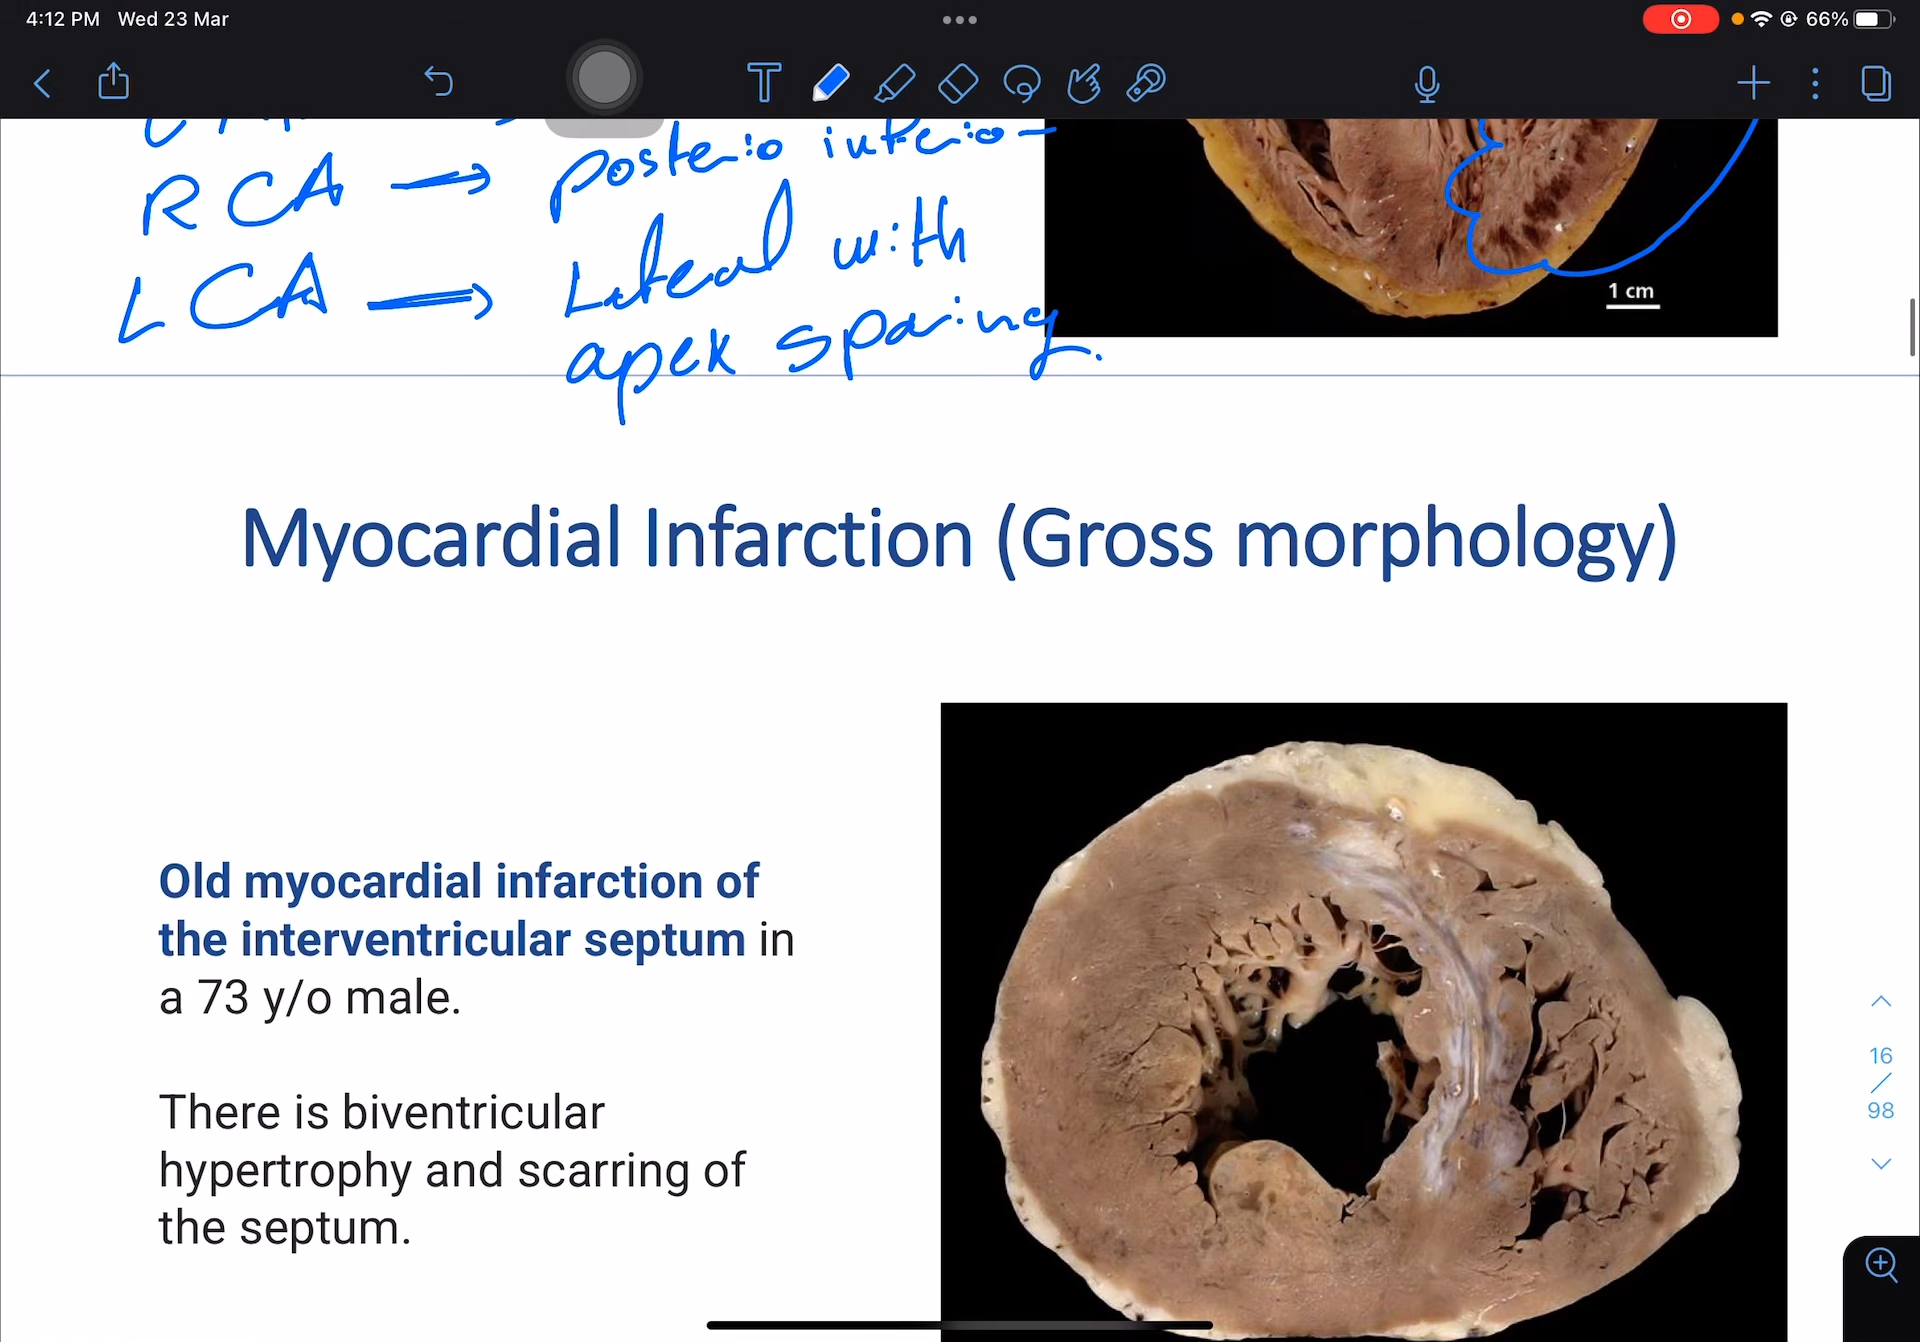 4:12 PM Wed 23 Mar
66%
RCA → Posterio inferio-
LCA → Lateral with
apex sparing.
1 cm
Myocardial Infarction (Gross morphology)
Old myocardial infarction of
the interventricular septum in
a 73 y/o male.
There is biventricular
hypertrophy and scarring of
the septum.
16
/
98